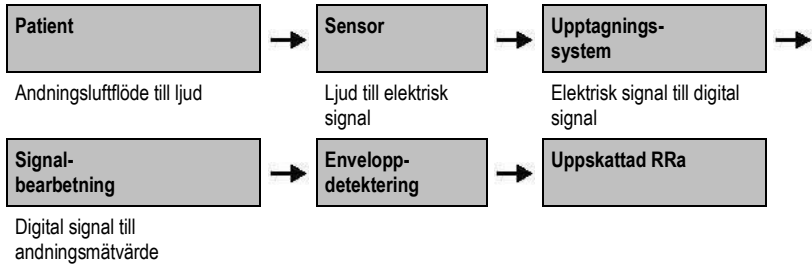 Patient
Sensor
Upptagnings-
system
Andningsluftflöde till ljud
Ljud till elektrisk
signal
Elektrisk signal till digital
signal
Signal-
bearbetning
Envelopp-
detektering
Uppskattad RRa
Digital signal till
andningsmätvärde